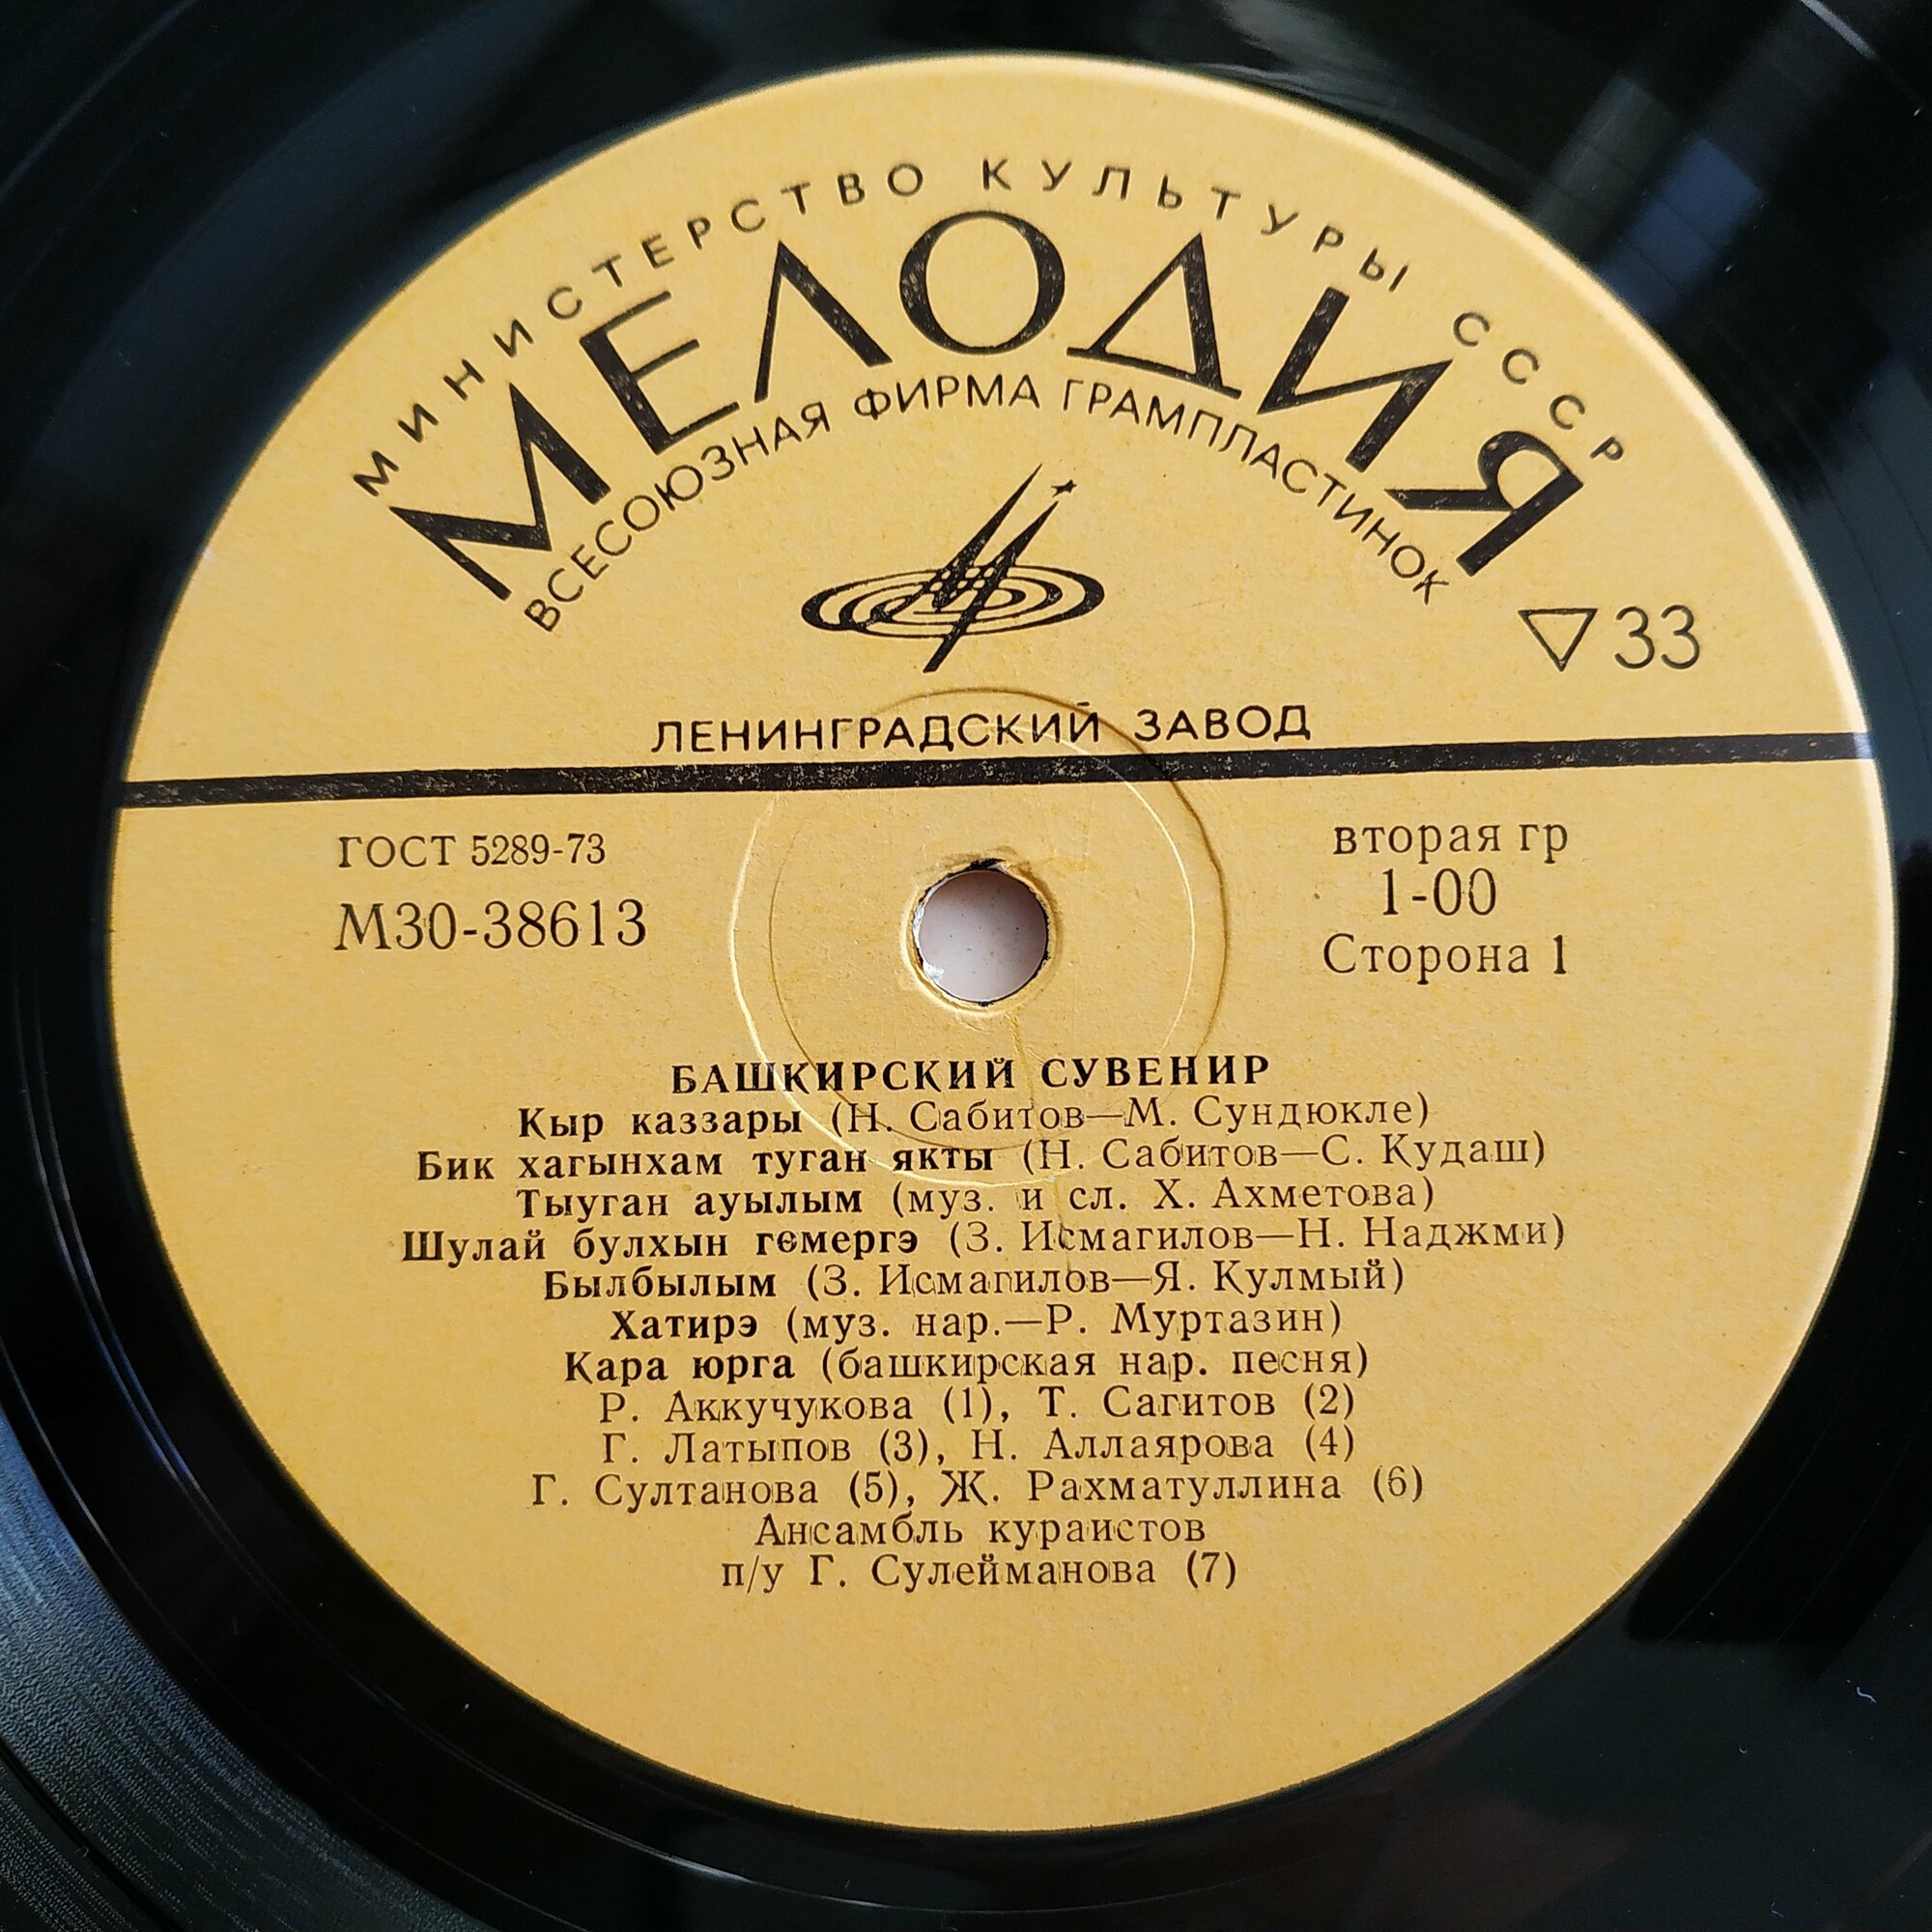 МИНИСТЕРСТВО КУЛЬТУРЫ СССР
МЕЛОДИЯ
ВСЕСОЮЗНАЯ ФИРМА ГРАМПЛАСТИНОК
33
ЛЕНИНГРАДСКИЙ ЗАВОД
ГОСТ 5289-73
М30-38613
вторая гр
1-00
Сторона 1
БАШКИРСКИЙ СУВЕНИР
Кыр каззары (Н. Сабитов—М. Сундюкле)
Бик хагынхам туган якты (Н. Сабитов—С. Кудаш)
Тыуган ауылым (муз. и сл. Х. Ахметова)
Шулай булхын гөмергэ (З. Исмагилов—Н. Наджми)
Былбылым (З. Исмагилов—Я. Кулмый)
Хатирэ (муз. нар.—Р. Муртазин)
Кара юрга (башкирская нар. песня)
Р. Аккучукова (1), Т. Сагитов (2)
Г. Латыпов (3), Н. Аллаярова (4)
Г. Султанова (5), Ж. Рахматуллина (6)
Ансамбль кураистов
п/у Г. Сулейманова (7)